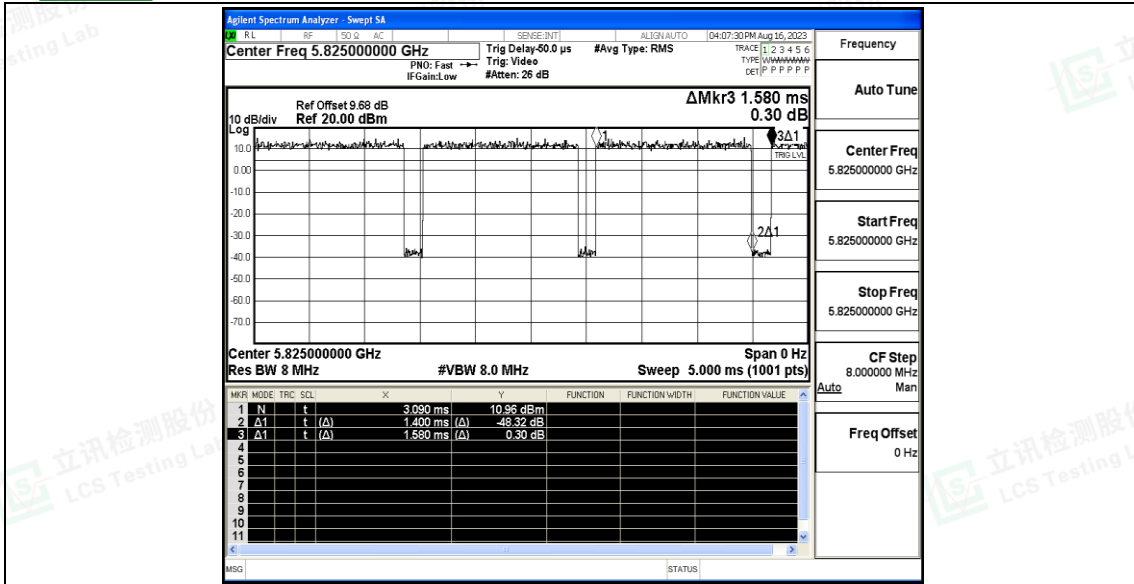 Agilent Spectrum Analyzer - Swept SA
RL RF 50 Ω AC SENSE:INT ALIGNAUTO 04:07:30 PM Aug 16, 2023
Center Freq 5.825000000 GHz
Trig Delay-50.0 µs #Avg Type: RMS
TRACE 1 2 3 4 5 6
PNO: Fast Trig: Video
TYPE
IFGain:Low #Atten: 26 dB
DET P P P P P P
ΔMkr3 1.580 ms
0.30 dB
Ref Offset 9.68 dB
10 dB/div Ref 20.00 dBm
Log
1
3Δ1
TRIG LVL
2Δ1
10.0
0.00
-10.0
-20.0
-30.0
-40.0
-50.0
-60.0
-70.0
Center 5.825000000 GHz Span 0 Hz
Res BW 8 MHz #VBW 8.0 MHz Sweep 5.000 ms (1001 pts)
MKR MODE TRC SCL X Y FUNCTION FUNCTION WIDTH FUNCTION VALUE
1 N t 3.090 ms 10.96 dBm
2 Δ1 t (Δ) 1.400 ms (Δ) -48.32 dB
3 Δ1 t (Δ) 1.580 ms (Δ) 0.30 dB
4
5
6
7
8
9
10
11
MSG STATUS
Frequency
Auto Tune
Center Freq
5.825000000 GHz
Start Freq
5.825000000 GHz
Stop Freq
5.825000000 GHz
CF Step
8.000000 MHz
Auto Man
Freq Offset
0 Hz
立讯检测股份
LCS Testing Lab
立讯检测股份
LCS Testing L